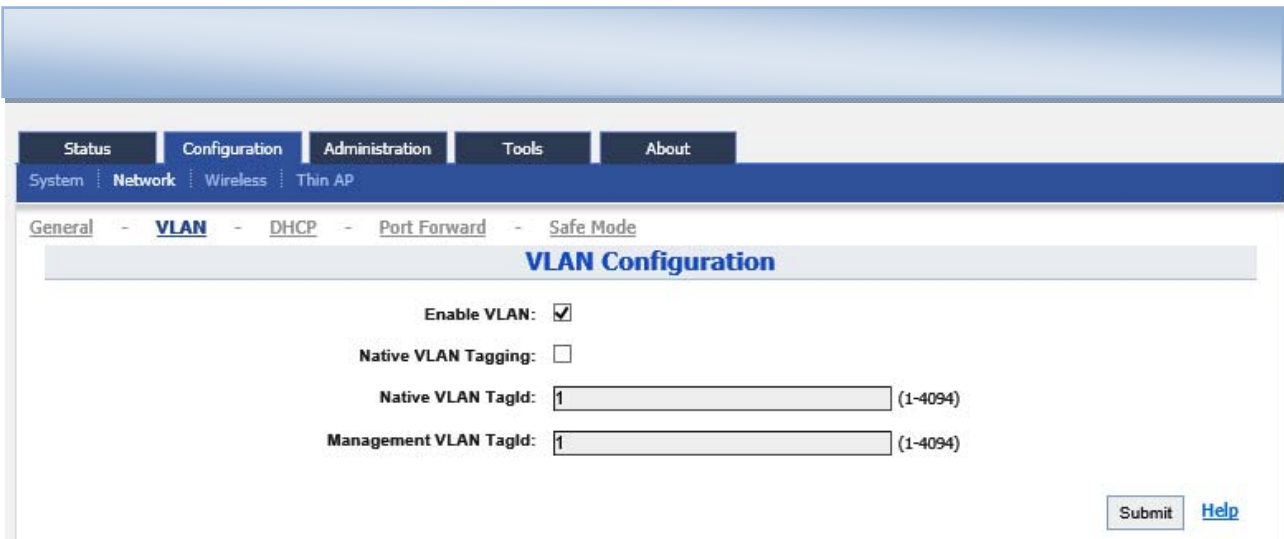 Status Configuration Administration Tools About
System Network Wireless Thin AP
General - VLAN - DHCP - Port Forward - Safe Mode
VLAN Configuration
Enable VLAN:
Native VLAN Tagging:
Native VLAN TagId: 1 (1-4094)
Management VLAN TagId: 1 (1-4094)
Submit Help